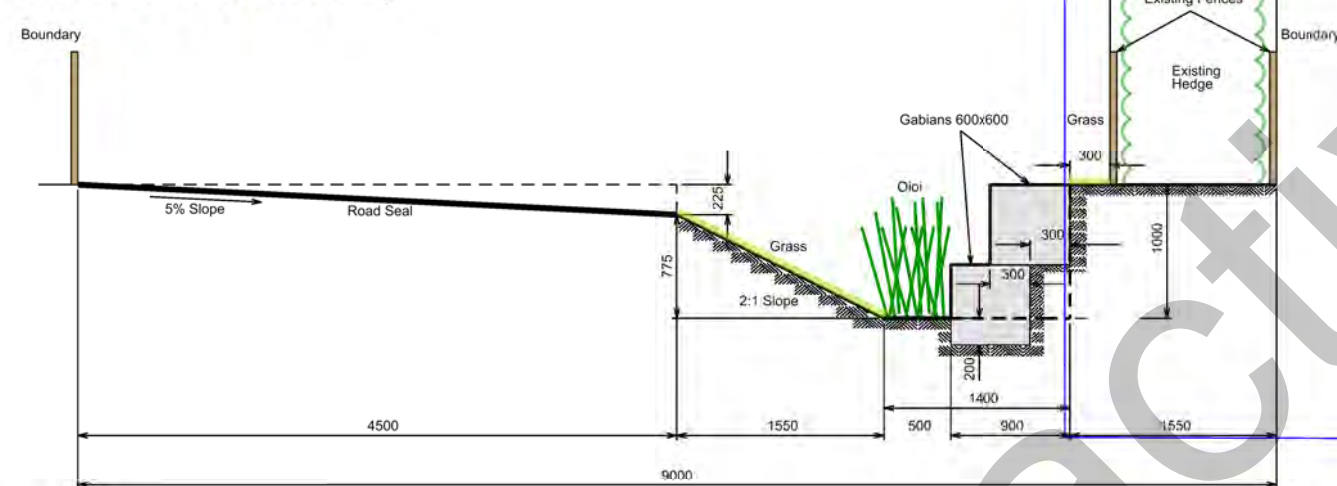 Existing Fences
Boundary
Boundary
Existing
Hedge
Gabians 600x600
Grass
300
Oioi
5% Slope
Road Seal
225
Grass
300
1000
775
300
2:1 Slope
200
1400
4500
1550
500
900
1550
9000